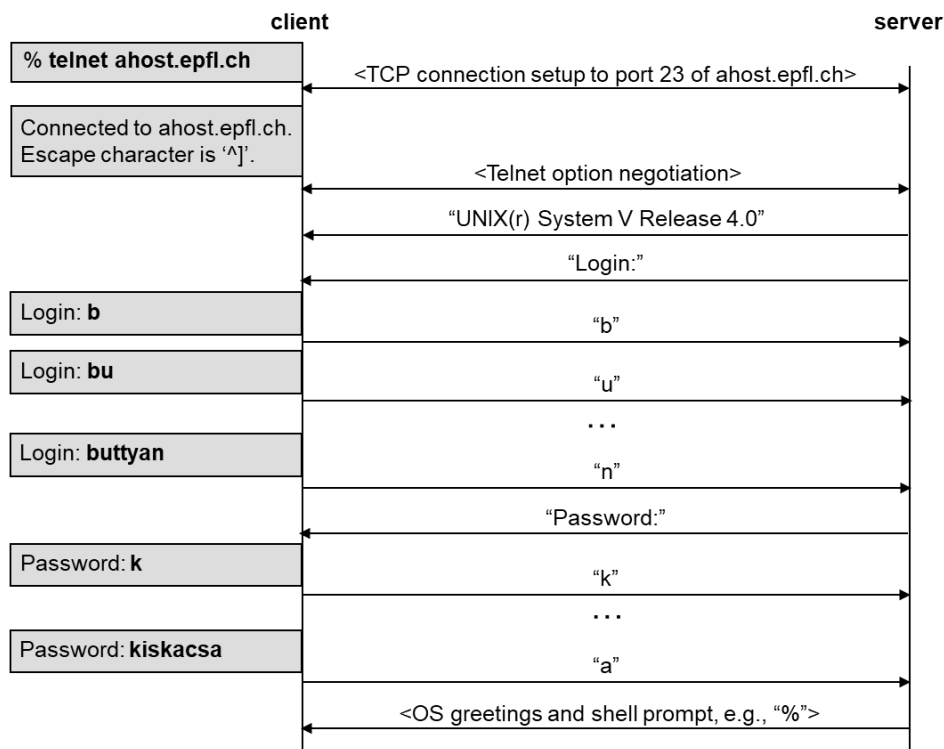 client
server
% telnet ahost.epfl.ch
<TCP connection setup to port 23 of ahost.epfl.ch>
Connected to ahost.epfl.ch.
Escape character is ‘^]’.
<Telnet option negotiation>
“UNIX(r) System V Release 4.0”
“Login:”
Login: b
“b”
Login: bu
“u”
...
Login: buttyan
“n”
“Password:”
Password: k
“k”
...
Password: kiskacsa
“a”
<OS greetings and shell prompt, e.g., “%”>